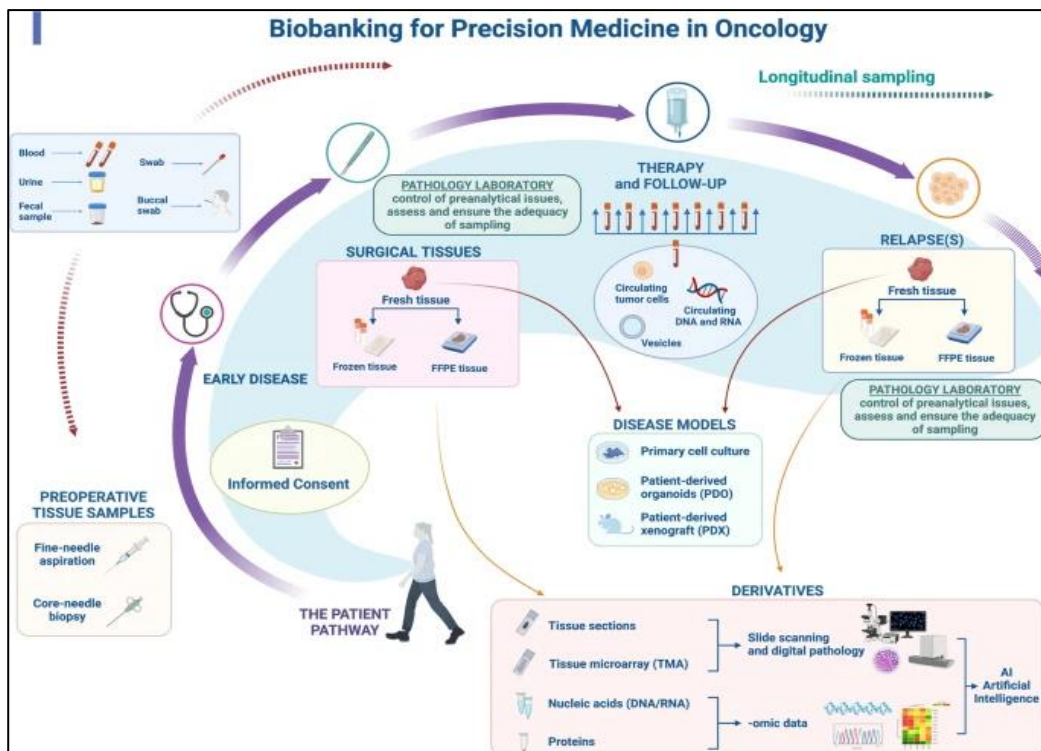 Biobanking for Precision Medicine in Oncology
Longitudinal sampling
Blood
Urine
Fecal
sample
Swab
Buccal
swab
PATHOLOGY LABORATORY
control of preanalytical issues,
assess and ensure the adequacy
of sampling
THERAPY
and FOLLOW-UP
SURGICAL TISSUES
Fresh tissue
Frozen tissue
FFPE tissue
Circulating
tumor cells
Circulating
DNA and RNA
Vesicles
RELAPSE(S)
Fresh tissue
Frozen tissue
FFPE tissue
PATHOLOGY LABORATORY
control of preanalytical issues,
assess and ensure the adequacy
of sampling
EARLY DISEASE
Informed Consent
DISEASE MODELS
Primary cell culture
Patient-derived
organoids (PDO)
Patient-derived
xenograft (PDX)
PREOPERATIVE
TISSUE SAMPLES
Fine-needle
aspiration
Core-needle
biopsy
THE PATIENT
PATHWAY
DERIVATIVES
Tissue sections
Tissue microarray (TMA)
Slide scanning
and digital pathology
Nucleic acids (DNA/RNA)
Proteins
-omic data
AI
Artificial
Intelligence